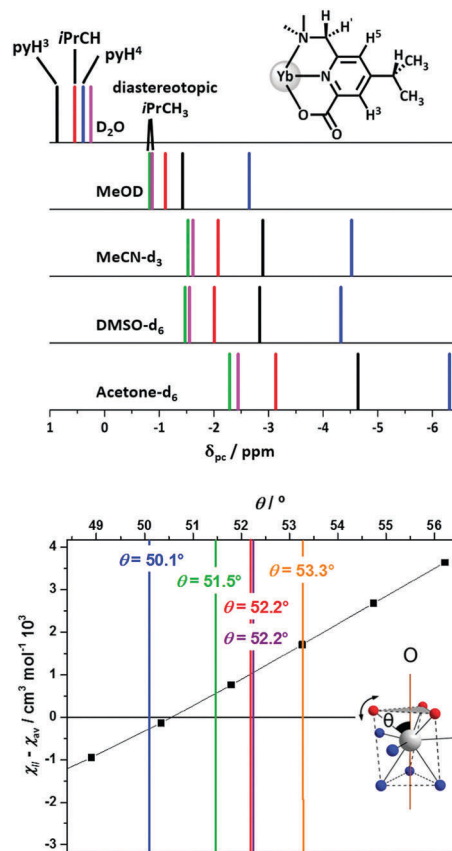 iPrCH
pyH³ pyH⁴
diastereotopic
iPrCH₃
D₂O
MeOD
MeCN-d₃
DMSO-d₆
Acetone-d₆
H
H'
N
H⁵
CH₃
Yb
N
CH₃
O
H³
O
1 0 -1 -2 -3 -4 -5 -6
δpc / ppm
θ / º
49 50 51 52 53 54 55 56
θ = 50.1°
θ = 51.5°
θ = 53.3°
θ = 52.2°
θ = 52.2°
4
3
2
1
0
-1
-2
-3
χ// - χav / cm³ mol⁻¹ 10³
O
θ